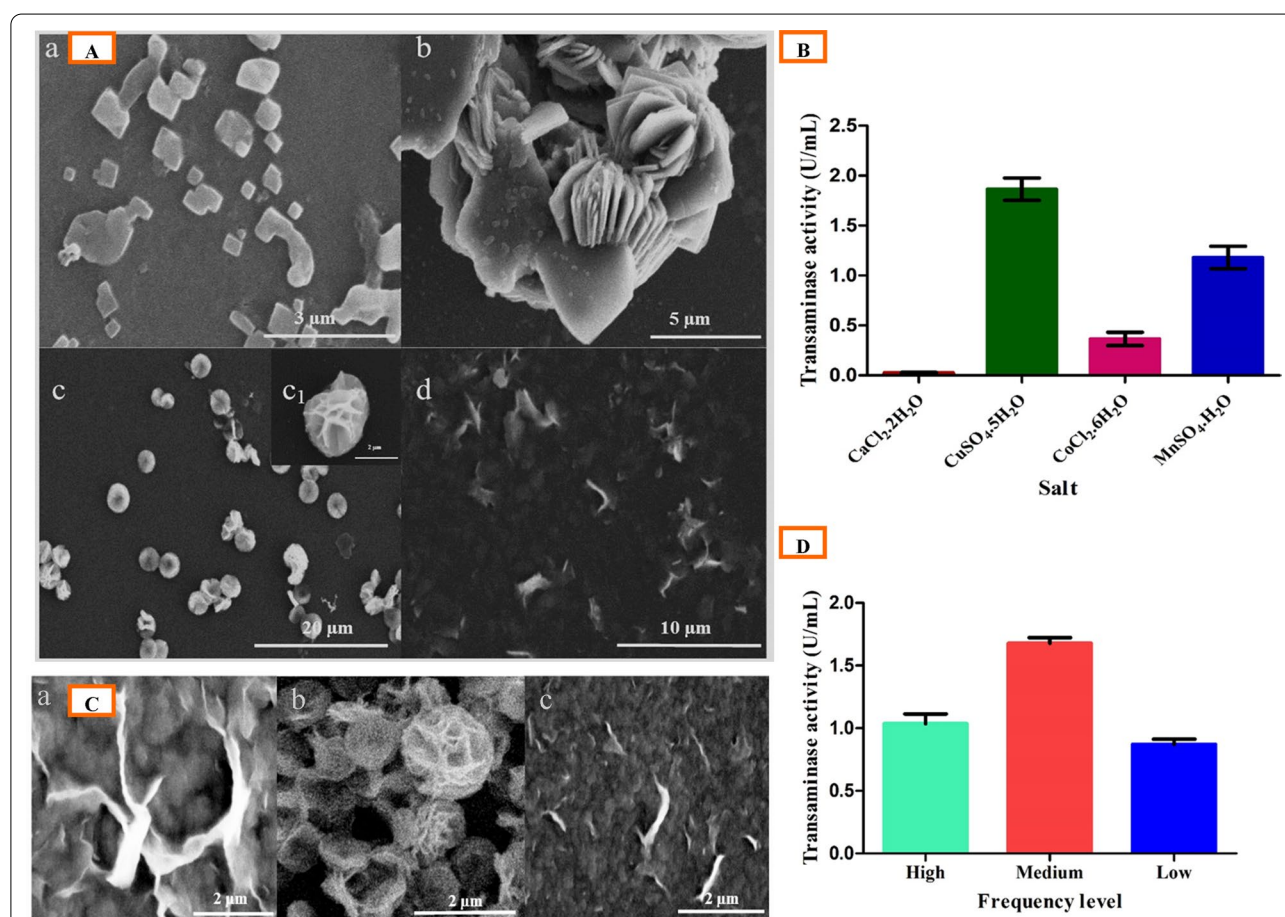 a
A
b
3 µm
5 µm
c
c1
2 µm
d
20 µm
10 µm
B
Transaminase activity (U/mL)
2.5
2.0
1.5
1.0
0.5
0.0
CaCl₂.2H₂O
CuSO₄.5H₂O
CoCl₂.6H₂O
MnSO₄.H₂O
Salt
a
C
b
c
2 µm
2 µm
2 µm
D
Transaminase activity (U/mL)
2.0
1.5
1.0
0.5
0.0
High
Medium
Low
Frequency level